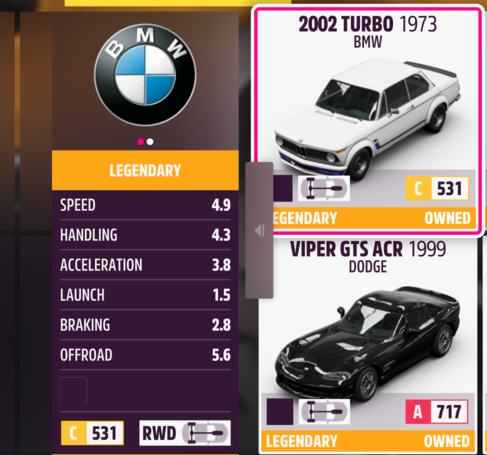 BMW
LEGENDARY
SPEED 4.9
HANDLING 4.3
ACCELERATION 3.8
LAUNCH 1.5
BRAKING 2.8
OFFROAD 5.6
C 531 RWD
2002 TURBO 1973
BMW
C 531
EGENDARY OWNED
VIPER GTS ACR 1999
DODGE
A 717
LEGENDARY OWNED